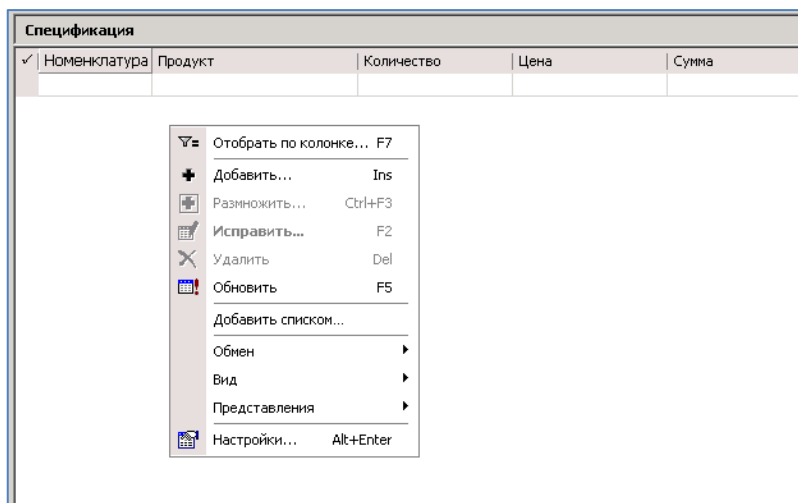 Спецификация
Номенклатура Продукт Количество Цена Сумма
Отобрать по колонке... F7
Добавить... Ins
Размножить... Ctrl+F3
Исправить... F2
Удалить Del
Обновить F5
Добавить списком...
Обмен
Вид
Представления
Настройки... Alt+Enter